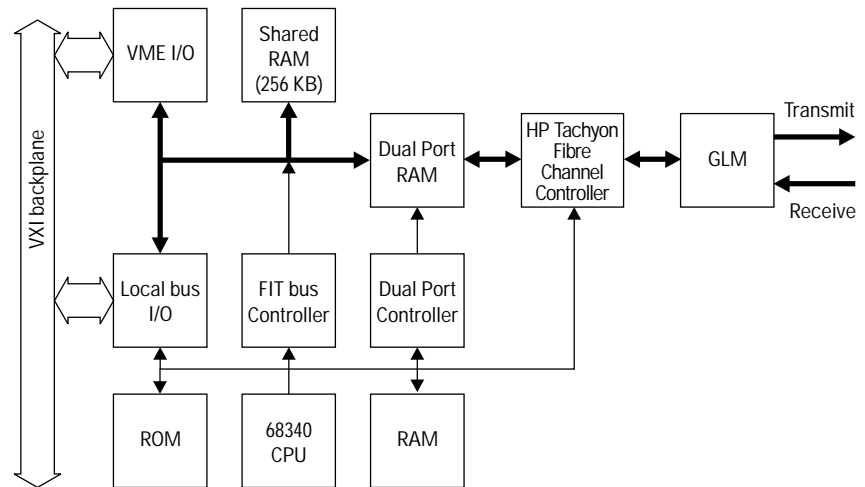 VXI backplane
VME I/O
Shared
RAM
(256 KB)
Dual Port
RAM
HP Tachyon
Fibre
Channel
Controller
GLM
Transmit
Receive
Local bus
I/O
FIT bus
Controller
Dual Port
Controller
ROM
68340
CPU
RAM